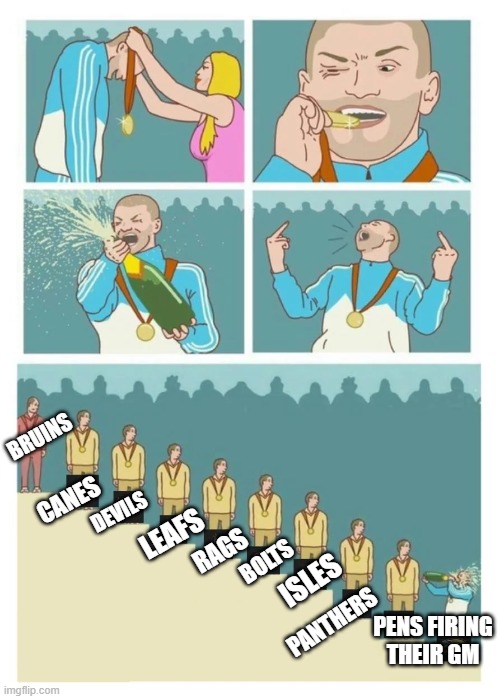 BRUINS
CANES
DEVILS
LEAFS
RAGS
BOLTS
ISLES
PANTHERS
PENS FIRING
THEIR GM
imgflip.com